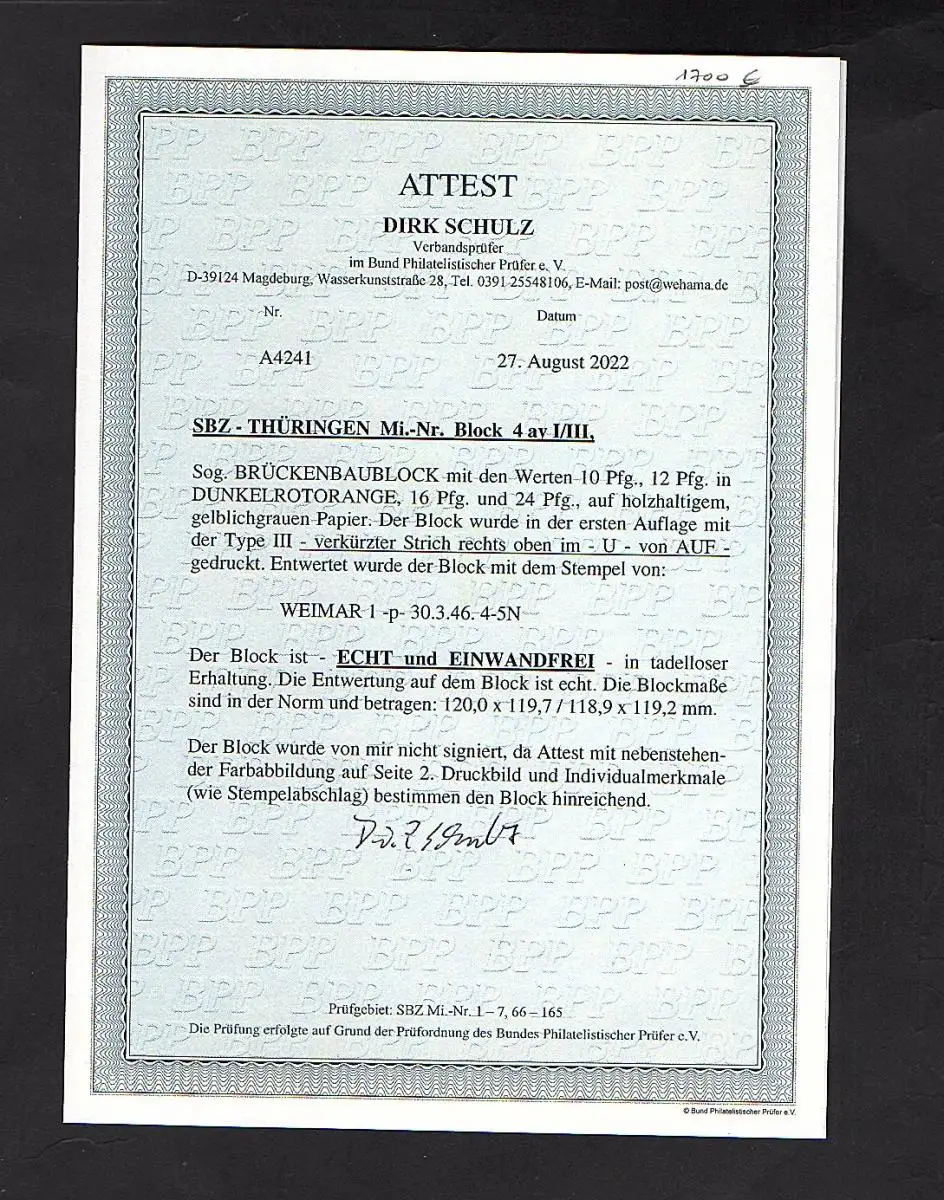 1700 €
ATTEST
DIRK SCHULZ
Verbandsprüfer
im Bund Philatelistischer Prüfer e. V.
D-39124 Magdeburg, Wasserkunststraße 28, Tel. 0391 25548106, E-Mail: post@wehama.de
Nr. Datum
A4241 27. August 2022
SBZ - THÜRINGEN Mi.-Nr. Block 4 ay I/III,
Sog. BRÜCKENBAUBLOCK mit den Werten 10 Pfg., 12 Pfg. in
DUNKELROTORANGE, 16 Pfg. und 24 Pfg., auf holzhaltigem,
gelblichgrauen Papier. Der Block wurde in der ersten Auflage mit
der Type III - verkürzter Strich rechts oben im - U - von AUF -
gedruckt. Entwertet wurde der Block mit dem Stempel von:
WEIMAR 1 -p- 30.3.46. 4-5N
Der Block ist - ECHT und EINWANDFREI - in tadelloser
Erhaltung. Die Entwertung auf dem Block ist echt. Die Blockmaße
sind in der Norm und betragen: 120,0 x 119,7 / 118,9 x 119,2 mm.
Der Block wurde von mir nicht signiert, da Attest mit nebenstehen-
der Farbabbildung auf Seite 2. Druckbild und Individualmerkmale
(wie Stempelabschlag) bestimmen den Block hinreichend.
Prüfgebiet: SBZ Mi.-Nr. 1 – 7, 66 – 165
Die Prüfung erfolgte auf Grund der Prüfordnung des Bundes Philatelistischer Prüfer e.V.
© Bund Philatelistischer Prüfer e.V.